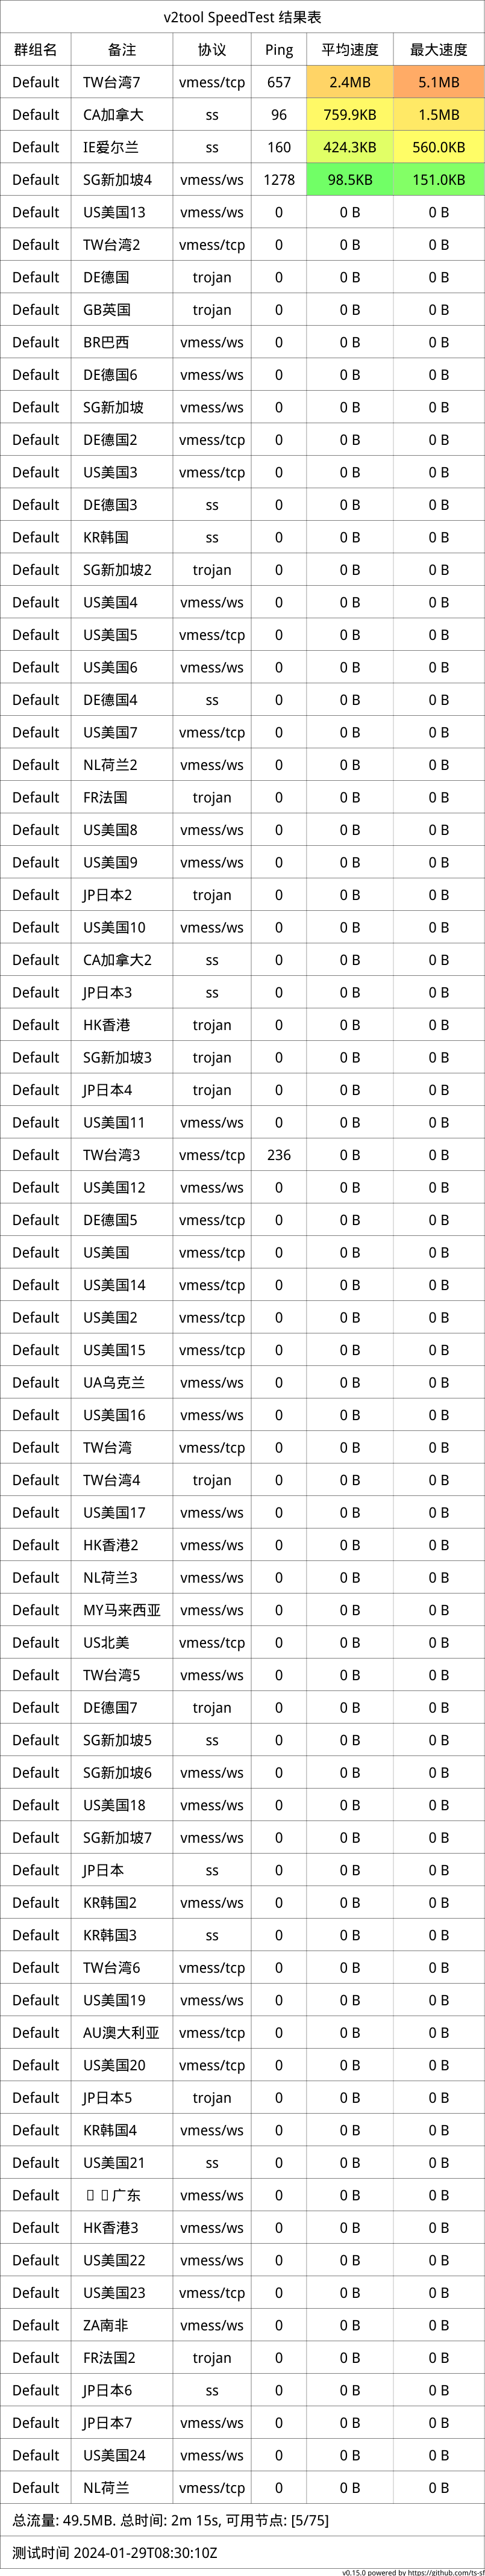 v2tool SpeedTest 结果表
群组名 备注 协议 Ping 平均速度 最大速度
Default TW台湾7 vmess/tcp 657 2.4MB 5.1MB
Default CA加拿大 ss 96 759.9KB 1.5MB
Default IE爱尔兰 ss 160 424.3KB 560.0KB
Default SG新加坡4 vmess/ws 1278 98.5KB 151.0KB
Default US美国13 vmess/ws 0 0 B 0 B
Default TW台湾2 vmess/tcp 0 0 B 0 B
Default DE德国 trojan 0 0 B 0 B
Default GB英国 trojan 0 0 B 0 B
Default BR巴西 vmess/ws 0 0 B 0 B
Default DE德国6 vmess/ws 0 0 B 0 B
Default SG新加坡 vmess/ws 0 0 B 0 B
Default DE德国2 vmess/tcp 0 0 B 0 B
Default US美国3 vmess/tcp 0 0 B 0 B
Default DE德国3 ss 0 0 B 0 B
Default KR韩国 ss 0 0 B 0 B
Default SG新加坡2 trojan 0 0 B 0 B
Default US美国4 vmess/ws 0 0 B 0 B
Default US美国5 vmess/tcp 0 0 B 0 B
Default US美国6 vmess/ws 0 0 B 0 B
Default DE德国4 ss 0 0 B 0 B
Default US美国7 vmess/tcp 0 0 B 0 B
Default NL荷兰2 vmess/ws 0 0 B 0 B
Default FR法国 trojan 0 0 B 0 B
Default US美国8 vmess/ws 0 0 B 0 B
Default US美国9 vmess/ws 0 0 B 0 B
Default JP日本2 trojan 0 0 B 0 B
Default US美国10 vmess/ws 0 0 B 0 B
Default CA加拿大2 ss 0 0 B 0 B
Default JP日本3 ss 0 0 B 0 B
Default HK香港 trojan 0 0 B 0 B
Default SG新加坡3 trojan 0 0 B 0 B
Default JP日本4 trojan 0 0 B 0 B
Default US美国11 vmess/ws 0 0 B 0 B
Default TW台湾3 vmess/tcp 236 0 B 0 B
Default US美国12 vmess/ws 0 0 B 0 B
Default DE德国5 vmess/tcp 0 0 B 0 B
Default US美国 vmess/tcp 0 0 B 0 B
Default US美国14 vmess/tcp 0 0 B 0 B
Default US美国2 vmess/tcp 0 0 B 0 B
Default US美国15 vmess/tcp 0 0 B 0 B
Default UA乌克兰 vmess/ws 0 0 B 0 B
Default US美国16 vmess/ws 0 0 B 0 B
Default TW台湾 vmess/tcp 0 0 B 0 B
Default TW台湾4 trojan 0 0 B 0 B
Default US美国17 vmess/ws 0 0 B 0 B
Default HK香港2 vmess/ws 0 0 B 0 B
Default NL荷兰3 vmess/ws 0 0 B 0 B
Default MY马来西亚 vmess/ws 0 0 B 0 B
Default US北美 vmess/tcp 0 0 B 0 B
Default TW台湾5 vmess/ws 0 0 B 0 B
Default DE德国7 trojan 0 0 B 0 B
Default SG新加坡5 ss 0 0 B 0 B
Default SG新加坡6 vmess/ws 0 0 B 0 B
Default US美国18 vmess/ws 0 0 B 0 B
Default SG新加坡7 vmess/ws 0 0 B 0 B
Default JP日本 ss 0 0 B 0 B
Default KR韩国2 vmess/ws 0 0 B 0 B
Default KR韩国3 ss 0 0 B 0 B
Default TW台湾6 vmess/tcp 0 0 B 0 B
Default US美国19 vmess/ws 0 0 B 0 B
Default AU澳大利亚 vmess/tcp 0 0 B 0 B
Default US美国20 vmess/tcp 0 0 B 0 B
Default JP日本5 trojan 0 0 B 0 B
Default KR韩国4 vmess/ws 0 0 B 0 B
Default US美国21 ss 0 0 B 0 B
Default 广东 vmess/ws 0 0 B 0 B
Default HK香港3 vmess/ws 0 0 B 0 B
Default US美国22 vmess/ws 0 0 B 0 B
Default US美国23 vmess/tcp 0 0 B 0 B
Default ZA南非 vmess/ws 0 0 B 0 B
Default FR法国2 trojan 0 0 B 0 B
Default JP日本6 ss 0 0 B 0 B
Default JP日本7 vmess/ws 0 0 B 0 B
Default US美国24 vmess/ws 0 0 B 0 B
Default NL荷兰 vmess/tcp 0 0 B 0 B
总流量: 49.5MB. 总时间: 2m 15s, 可用节点: [5/75]
测试时间 2024-01-29T08:30:10Z
v0.15.0 powered by https://github.com/ts-sf